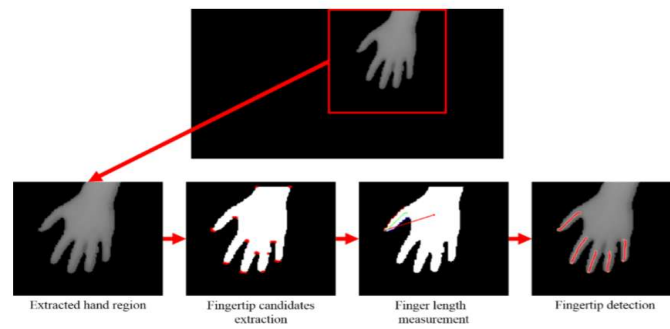 Extracted hand region
Fingertip candidates
extraction
Finger length
measurement
Fingertip detection